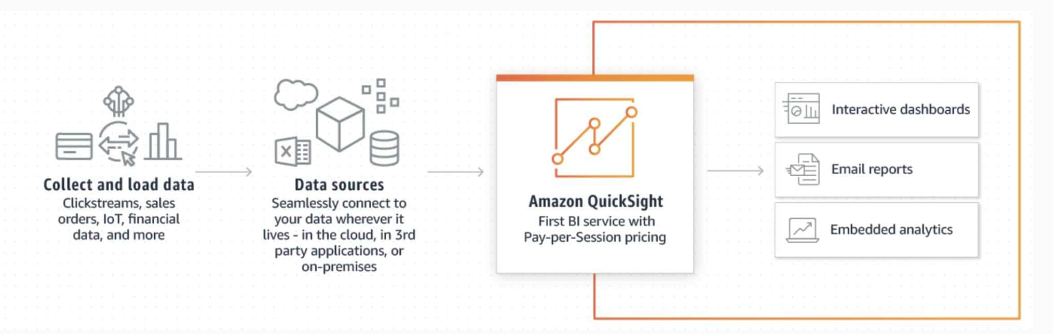 Collect and load data
Clickstreams, sales
orders, IoT, financial
data, and more
Data sources
Seamlessly connect to
your data wherever it
lives - in the cloud, in 3rd
party applications, or
on-premises
Amazon QuickSight
First BI service with
Pay-per-Session pricing
Interactive dashboards
Email reports
Embedded analytics